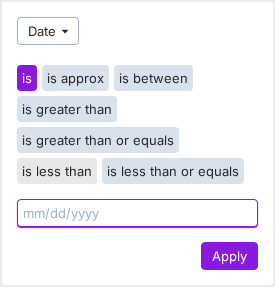 Date
is is approx is between
is greater than
is greater than or equals
is less than is less than or equals
mm/dd/yyyy
Apply